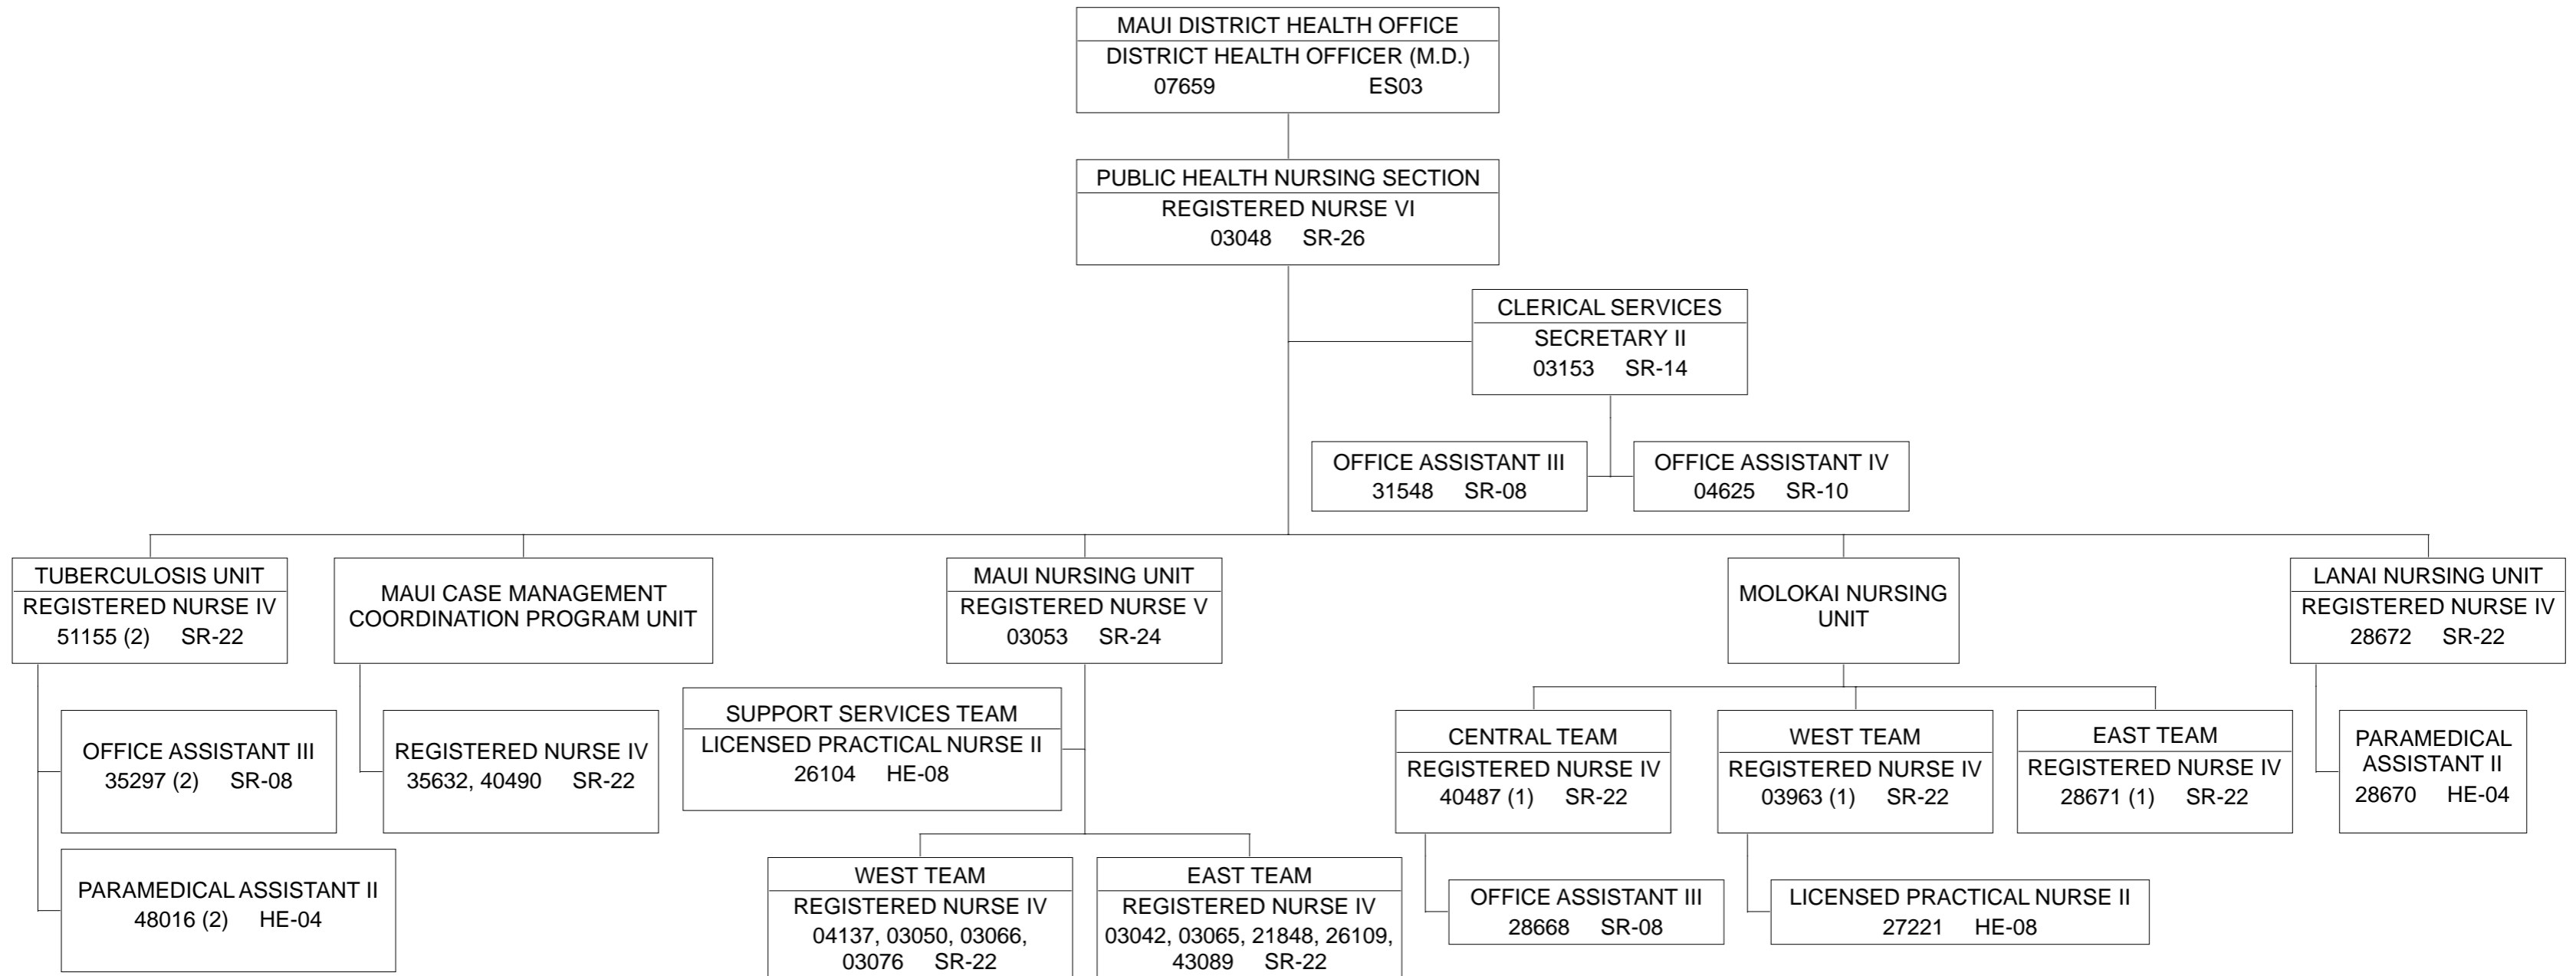 MAUI DISTRICT HEALTH OFFICE
DISTRICT HEALTH OFFICER (M.D.)
07659 ES03
PUBLIC HEALTH NURSING SECTION
REGISTERED NURSE VI
03048 SR-26
CLERICAL SERVICES
SECRETARY II
03153 SR-14
OFFICE ASSISTANT III
31548 SR-08
OFFICE ASSISTANT IV
04625 SR-10
TUBERCULOSIS UNIT
REGISTERED NURSE IV
51155 (2) SR-22
OFFICE ASSISTANT III
35297 (2) SR-08
PARAMEDICAL ASSISTANT II
48016 (2) HE-04
MAUI CASE MANAGEMENT
COORDINATION PROGRAM UNIT
REGISTERED NURSE IV
35632, 40490 SR-22
MAUI NURSING UNIT
REGISTERED NURSE V
03053 SR-24
SUPPORT SERVICES TEAM
LICENSED PRACTICAL NURSE II
26104 HE-08
WEST TEAM
REGISTERED NURSE IV
04137, 03050, 03066,
03076 SR-22
EAST TEAM
REGISTERED NURSE IV
03042, 03065, 21848, 26109,
43089 SR-22
MOLOKAI NURSING
UNIT
CENTRAL TEAM
REGISTERED NURSE IV
40487 (1) SR-22
OFFICE ASSISTANT III
28668 SR-08
WEST TEAM
REGISTERED NURSE IV
03963 (1) SR-22
LICENSED PRACTICAL NURSE II
27221 HE-08
EAST TEAM
REGISTERED NURSE IV
28671 (1) SR-22
LANAI NURSING UNIT
REGISTERED NURSE IV
28672 SR-22
PARAMEDICAL
ASSISTANT II
28670 HE-04